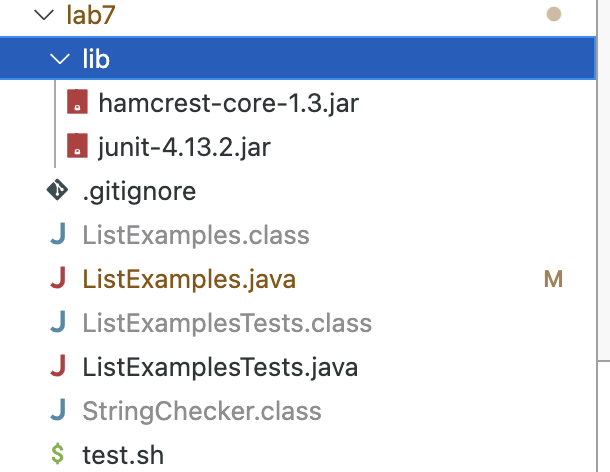 lab7
lib
hamcrest-core-1.3.jar
junit-4.13.2.jar
.gitignore
ListExamples.class
ListExamples.java M
ListExamplesTests.class
ListExamplesTests.java
StringChecker.class
$ test.sh